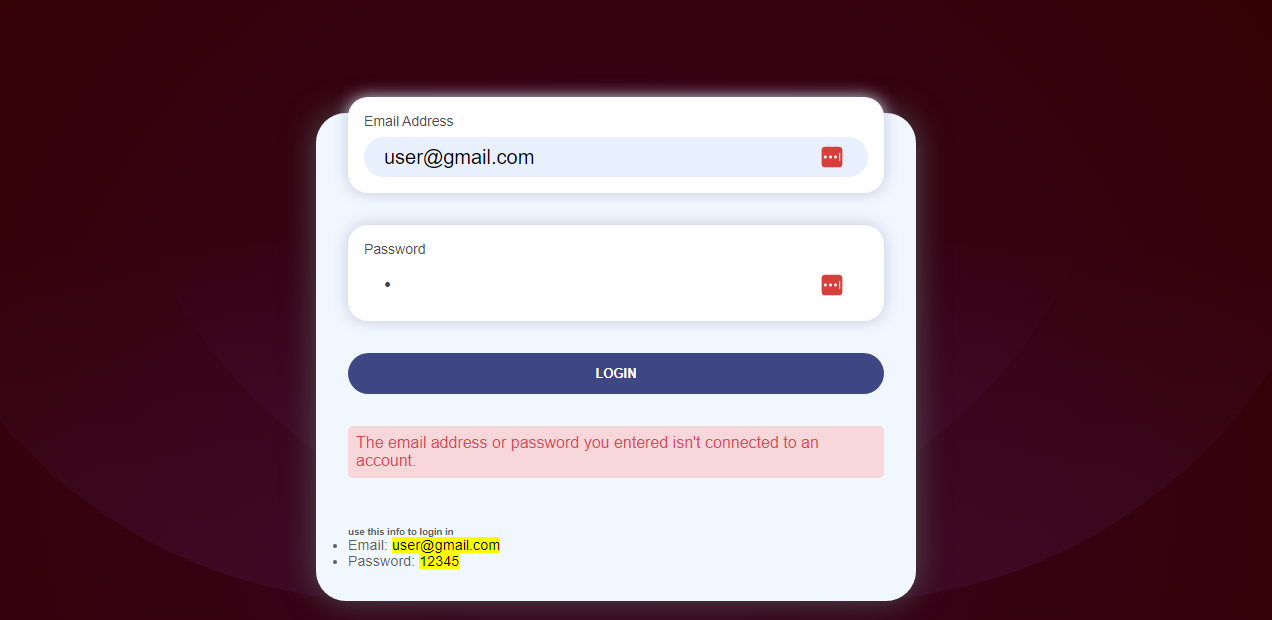 Email Address
user@gmail.com
Password
•
LOGIN
The email address or password you entered isn't connected to an
account.
use this info to login in
• Email: user@gmail.com
• Password: 12345